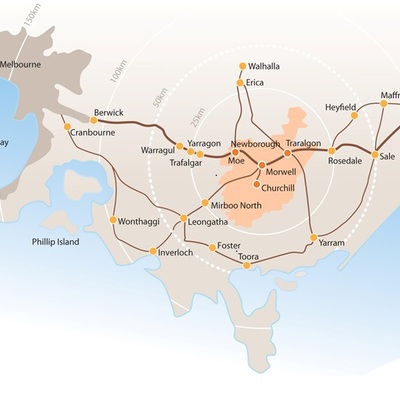 150km
Melbourne
100km
Walhalla
Erica
50km
25km
Maffr
Heyfield
Berwick
Cranbourne
Yarragon
Newborough
Traralgon
Warragul
Trafalgar
Moe
Rosedale
Sale
ay
Morwell
Churchill
Mirboo North
Wonthaggi
Leongatha
Phillip Island
Foster
Yarram
Inverloch
Toora